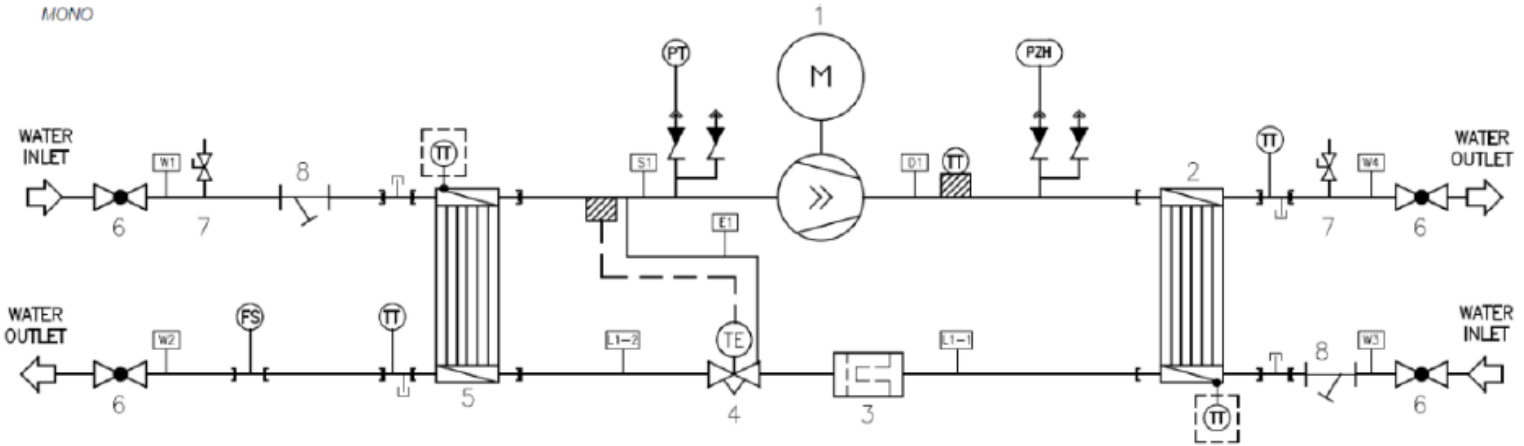 MONO
1
PT
M
PZH
WATER
INLET
TT
W1
8
S1
D1
TT
2
TT
W4
WATER
OUTLET
6
7
E1
7
6
WATER
OUTLET
FS
TT
W2
L1-2
TE
L1-1
8
W3
WATER
INLET
6
5
4
3
TT
6